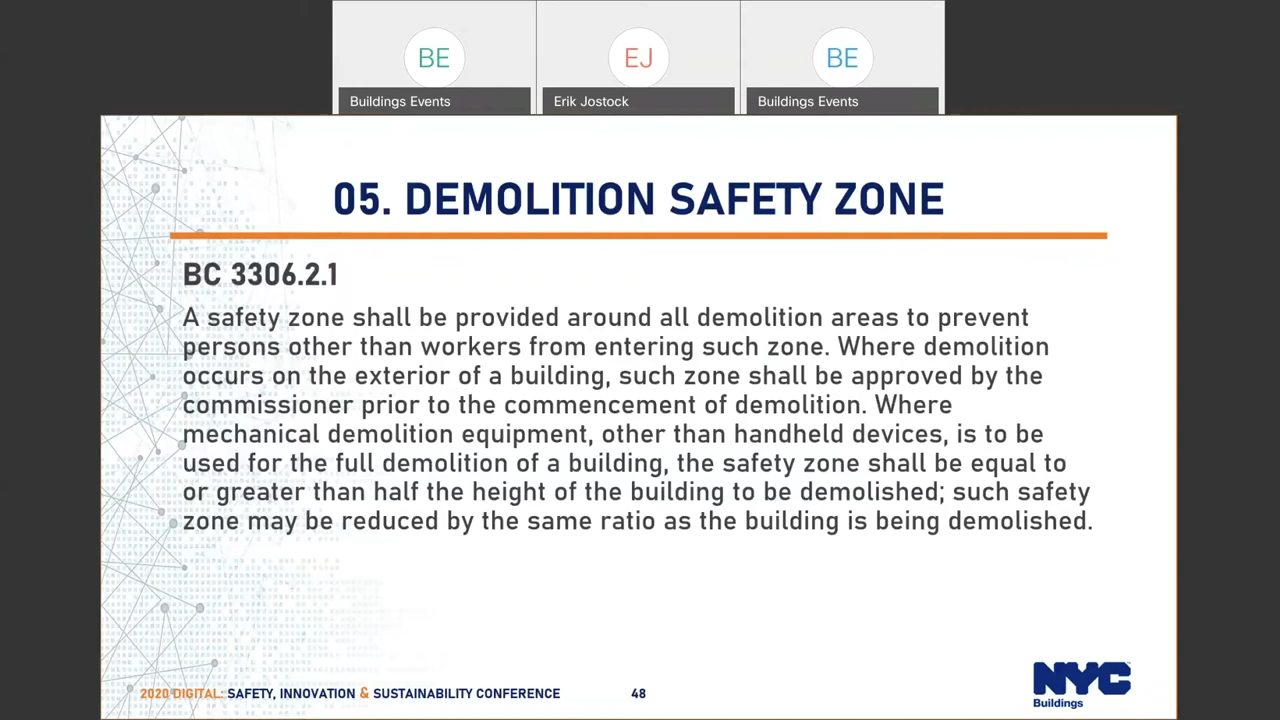 BE
EJ
BE
Buildings Events
Erik Jostock
Buildings Events
05. DEMOLITION SAFETY ZONE
BC 3306.2.1
A safety zone shall be provided around all demolition areas to prevent
persons other than workers from entering such zone. Where demolition
occurs on the exterior of a building, such zone shall be approved by the
commissioner prior to the commencement of demolition. Where
mechanical demolition equipment, other than handheld devices, is to be
used for the full demolition of a building, the safety zone shall be equal to
or greater than half the height of the building to be demolished; such safety
zone may be reduced by the same ratio as the building is being demolished.
2020 DIGITAL: SAFETY, INNOVATION & SUSTAINABILITY CONFERENCE
48
NYC
Buildings